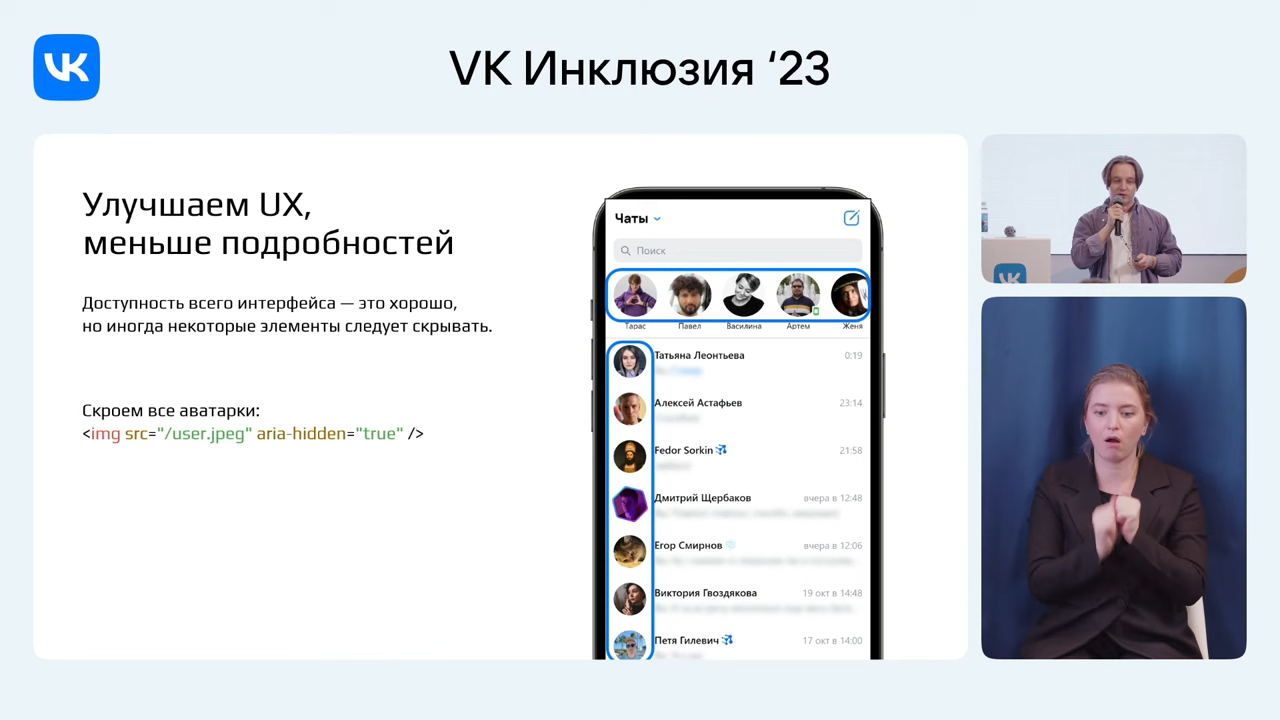 VK Инклюзия ‘23
Улучшаем UX,
меньше подробностей
Доступность всего интерфейса — это хорошо,
но иногда некоторые элементы следует скрывать.
Скроем все аватарки:
<img src="/user.jpeg" aria-hidden="true" />
Чаты
Поиск
Тарас Павел Василина Артем Женя
Татьяна Леонтьева 0:19
Алексей Астафьев 23:14
Fedor Sorkin 21:58
Дмитрий Щербаков вчера в 12:48
Егор Смирнов вчера в 12:06
Виктория Гвоздякова 19 окт в 14:48
Петя Гилевич 17 окт в 14:00